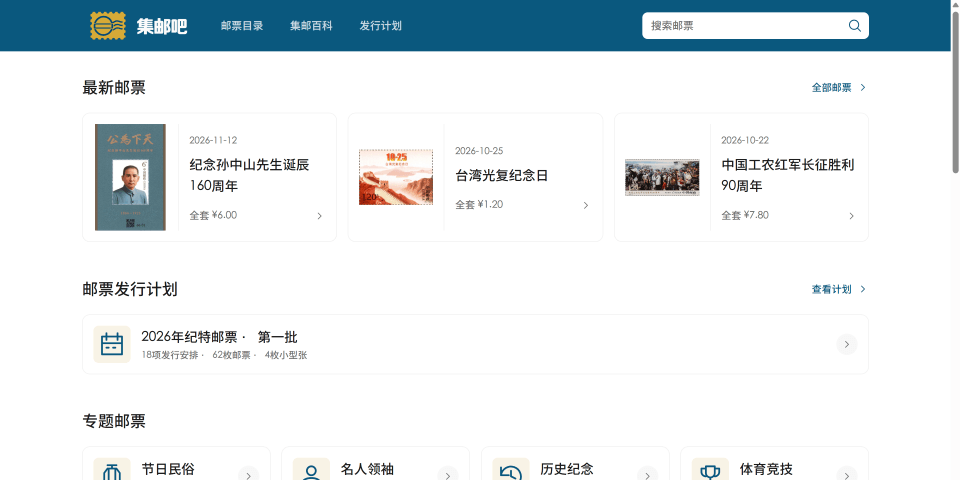 集邮吧
邮票目录
集邮百科
发行计划
搜索邮票
最新邮票
全部邮票
公为下天
2026-11-12
纪念孙中山先生诞辰
160周年
全套 ¥6.00
10·25
120
2026-10-25
台湾光复纪念日
全套 ¥1.20
2026-10-22
中国工农红军长征胜利
90周年
全套 ¥7.80
邮票发行计划
查看计划
2026年纪特邮票 · 第一批
18项发行安排 · 62枚邮票 · 4枚小型张
专题邮票
节日民俗
名人领袖
历史纪念
体育竞技